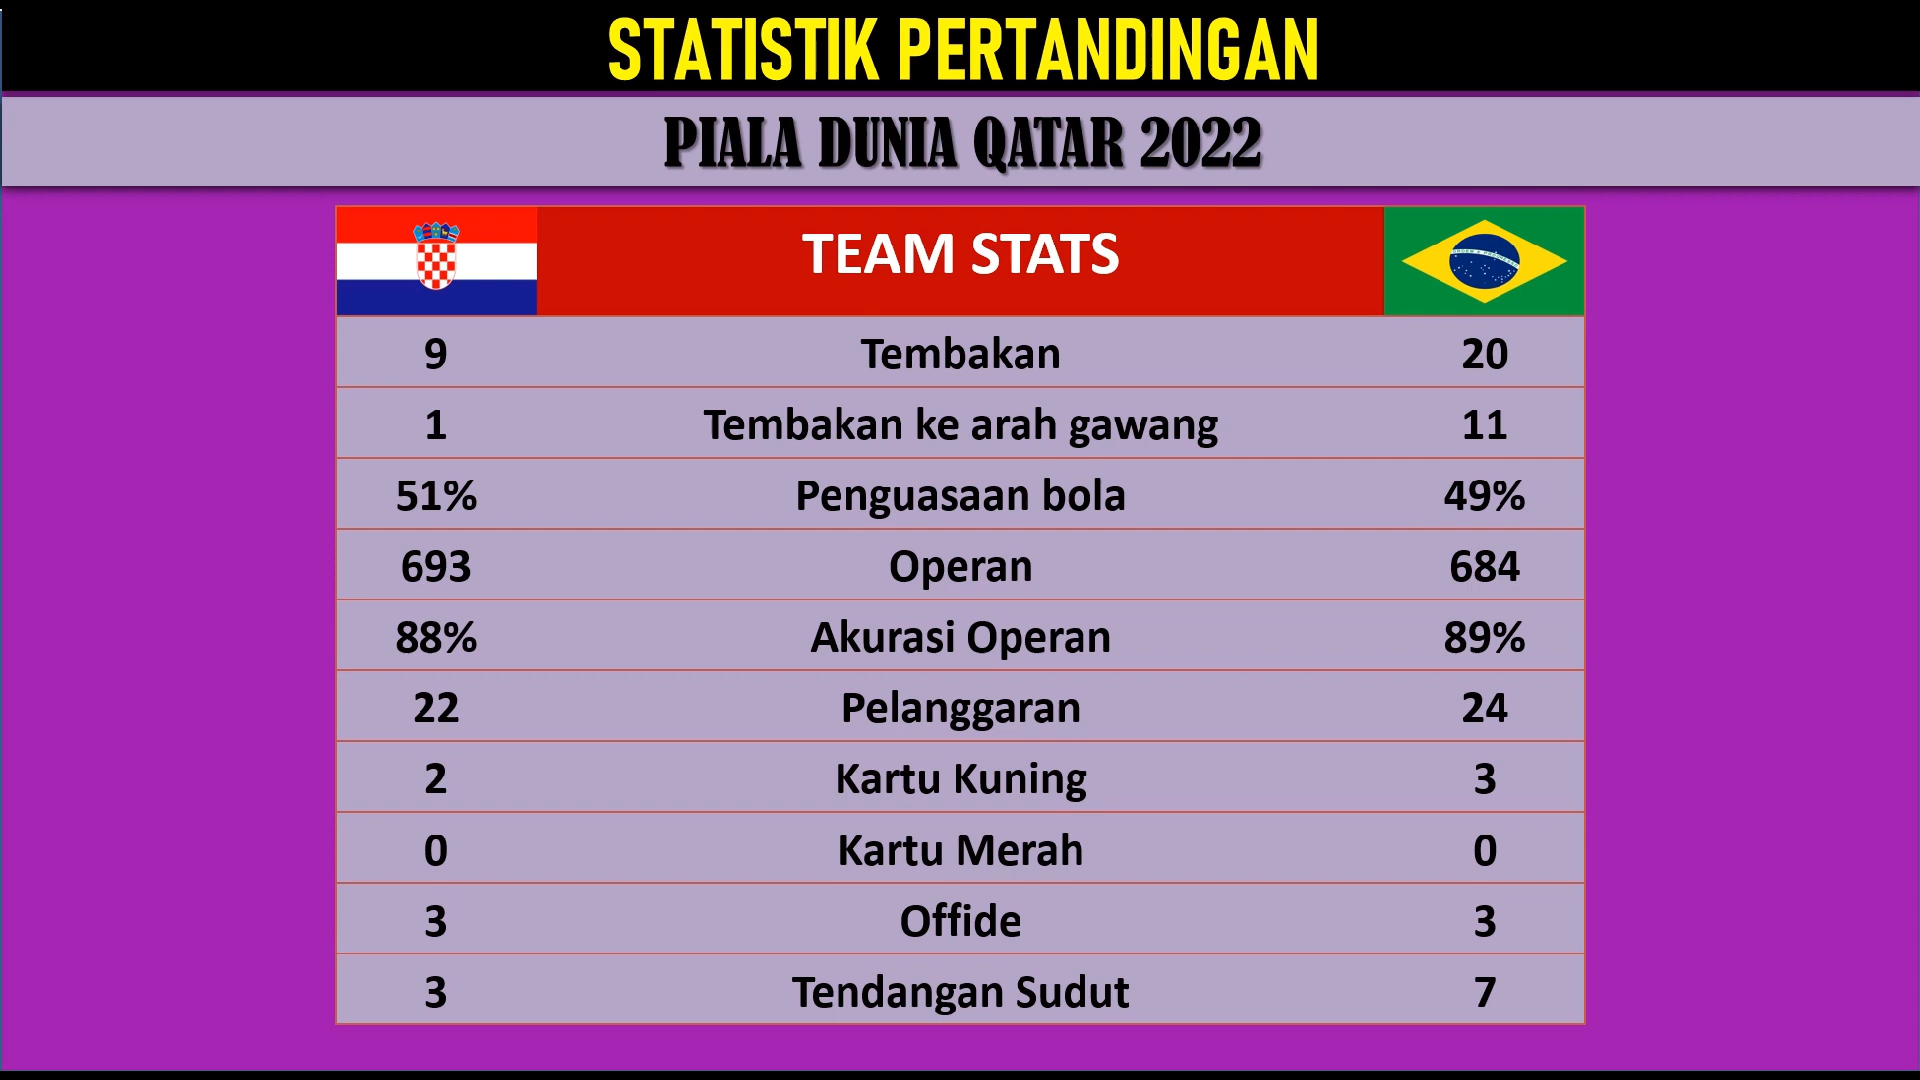 STATISTIK PERTANDINGAN
PIALA DUNIA QATAR 2022
TEAM STATS
9 Tembakan 20
1 Tembakan ke arah gawang 11
51% Penguasaan bola 49%
693 Operan 684
88% Akurasi Operan 89%
22 Pelanggaran 24
2 Kartu Kuning 3
0 Kartu Merah 0
3 Offide 3
3 Tendangan Sudut 7